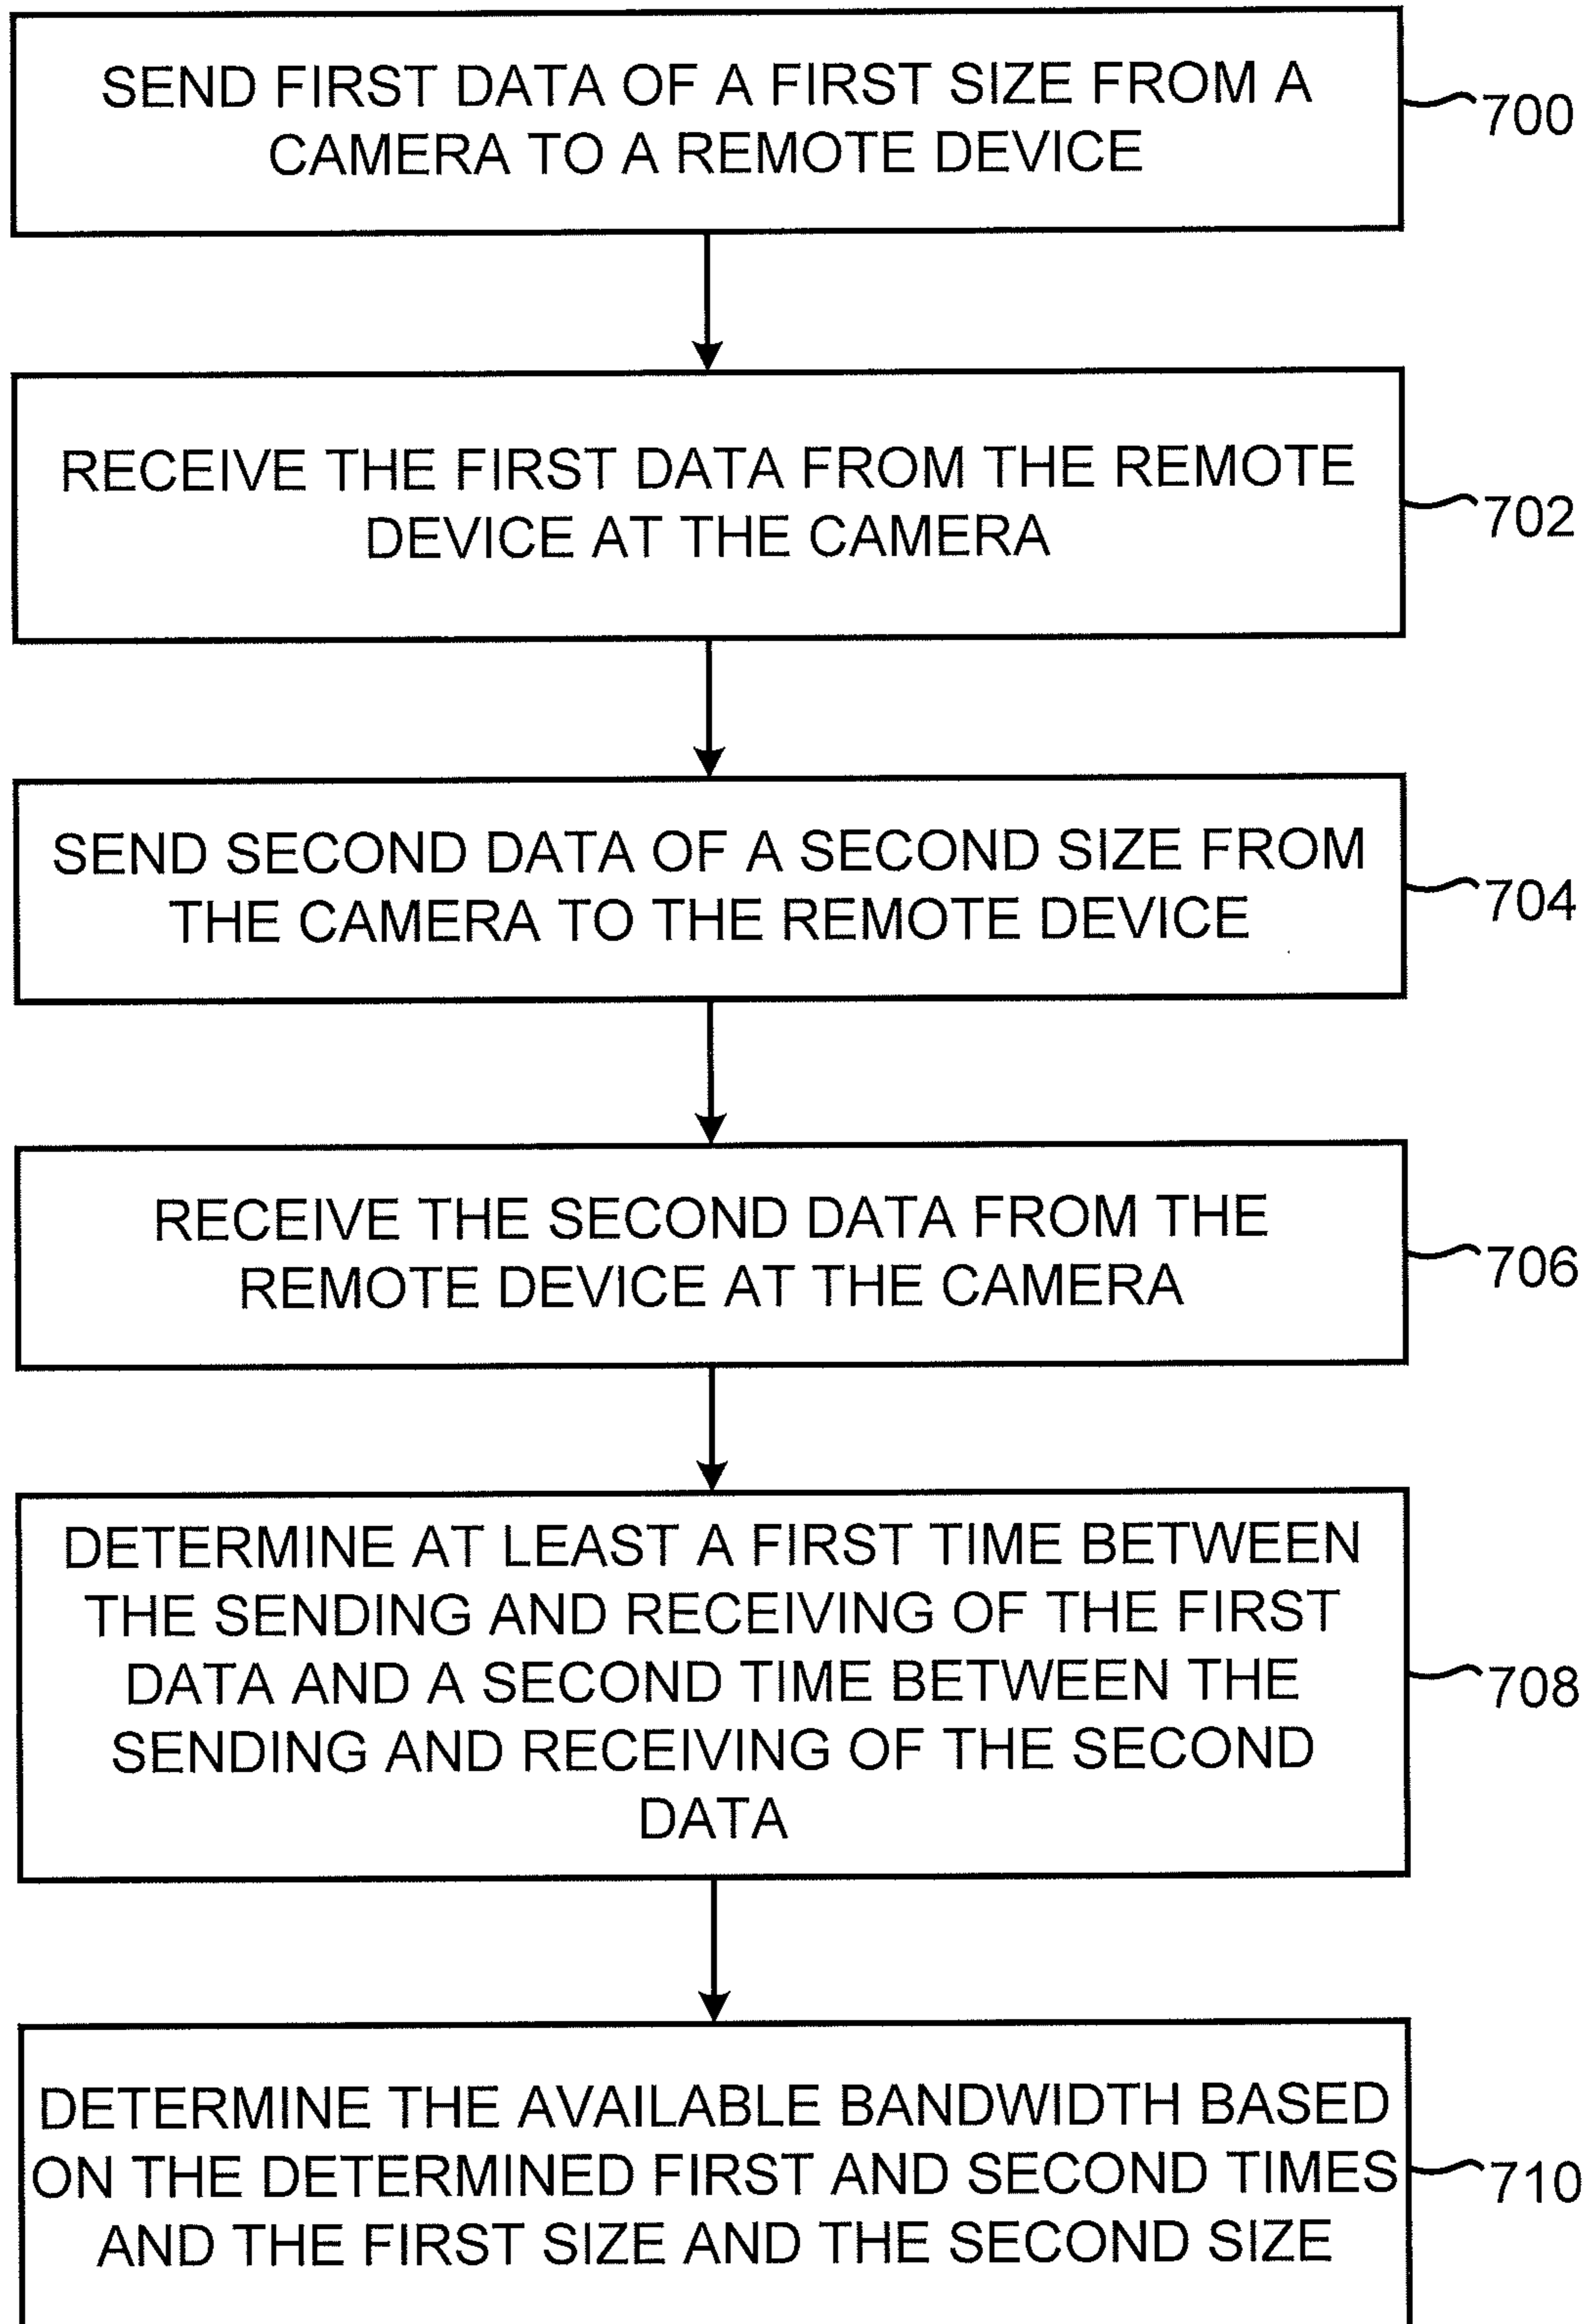 SEND FIRST DATA OF A FIRST SIZE FROM A
CAMERA TO A REMOTE DEVICE
700
RECEIVE THE FIRST DATA FROM THE REMOTE
DEVICE AT THE CAMERA
702
SEND SECOND DATA OF A SECOND SIZE FROM
THE CAMERA TO THE REMOTE DEVICE
704
RECEIVE THE SECOND DATA FROM THE
REMOTE DEVICE AT THE CAMERA
706
DETERMINE AT LEAST A FIRST TIME BETWEEN
THE SENDING AND RECEIVING OF THE FIRST
DATA AND A SECOND TIME BETWEEN THE
SENDING AND RECEIVING OF THE SECOND
DATA
708
DETERMINE THE AVAILABLE BANDWIDTH BASED
ON THE DETERMINED FIRST AND SECOND TIMES
AND THE FIRST SIZE AND THE SECOND SIZE
710